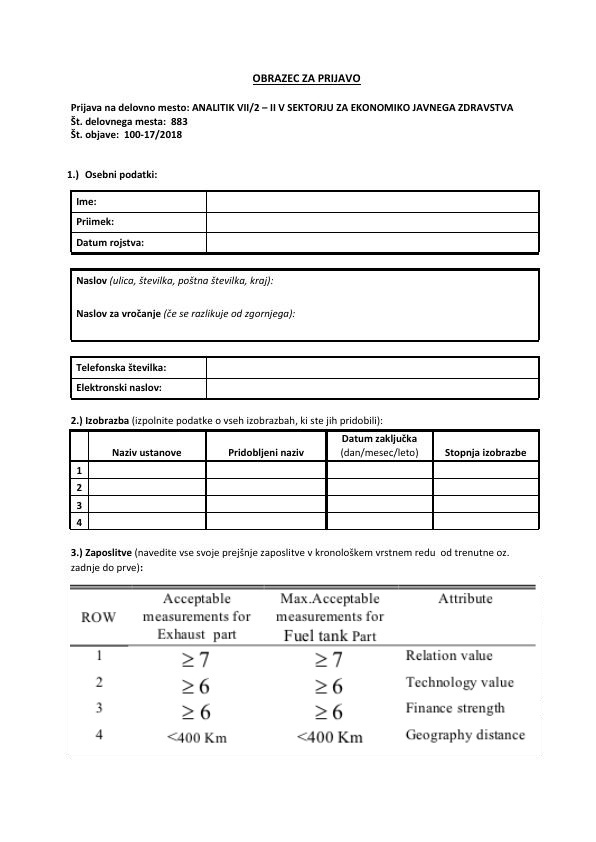 OBRAZEC ZA PRIJAVO
Prijava na delovno mesto: ANALITIK VII/2 – II V SEKTORJU ZA EKONOMIKO JAVNEGA ZDRAVSTVA
Št. delovnega mesta: 883
Št. objave: 100-17/2018
1.) Osebni podatki:
Ime:
Priimek:
Datum rojstva:
Naslov (ulica, številka, poštna številka, kraj):
Naslov za vročanje (če se razlikuje od zgornjega):
Telefonska številka:
Elektronski naslov:
2.) Izobrazba (izpolnite podatke o vseh izobrazbah, ki ste jih pridobili):
Naziv ustanove Pridobljeni naziv Datum zaključka (dan/mesec/leto) Stopnja izobrazbe
1
2
3
4
3.) Zaposlitve (navedite vse svoje prejšnje zaposlitve v kronološkem vrstnem redu od trenutne oz.
zadnje do prve):
ROW Acceptable measurements for Exhaust part Max.Acceptable measurements for Fuel tank Part Attribute
1 ≥ 7 ≥ 7 Relation value
2 ≥ 6 ≥ 6 Technology value
3 ≥ 6 ≥ 6 Finance strength
4 <400 Km <400 Km Geography distance